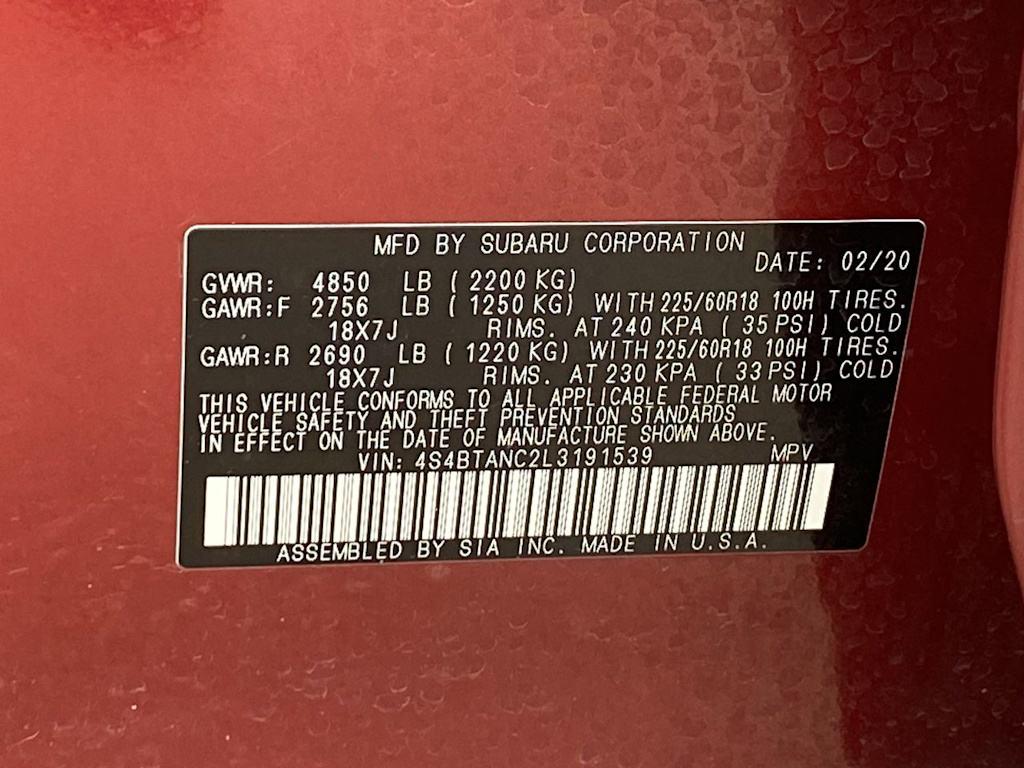 MFD BY SUBARU CORPORATION
DATE: 02/20
GVWR: 4850 LB ( 2200 KG)
GAWR:F 2756 LB ( 1250 KG) WITH 225/60R18 100H TIRES.
18X7J RIMS. AT 240 KPA ( 35 PSI) COLD
GAWR:R 2690 LB ( 1220 KG) WITH 225/60R18 100H TIRES.
18X7J RIMS. AT 230 KPA ( 33 PSI) COLD
THIS VEHICLE CONFORMS TO ALL APPLICABLE FEDERAL MOTOR
VEHICLE SAFETY AND THEFT PREVENTION STANDARDS
IN EFFECT ON THE DATE OF MANUFACTURE SHOWN ABOVE.
VIN: 4S4BTANC2L3191539 MPV
ASSEMBLED BY SIA INC. MADE IN U.S.A.